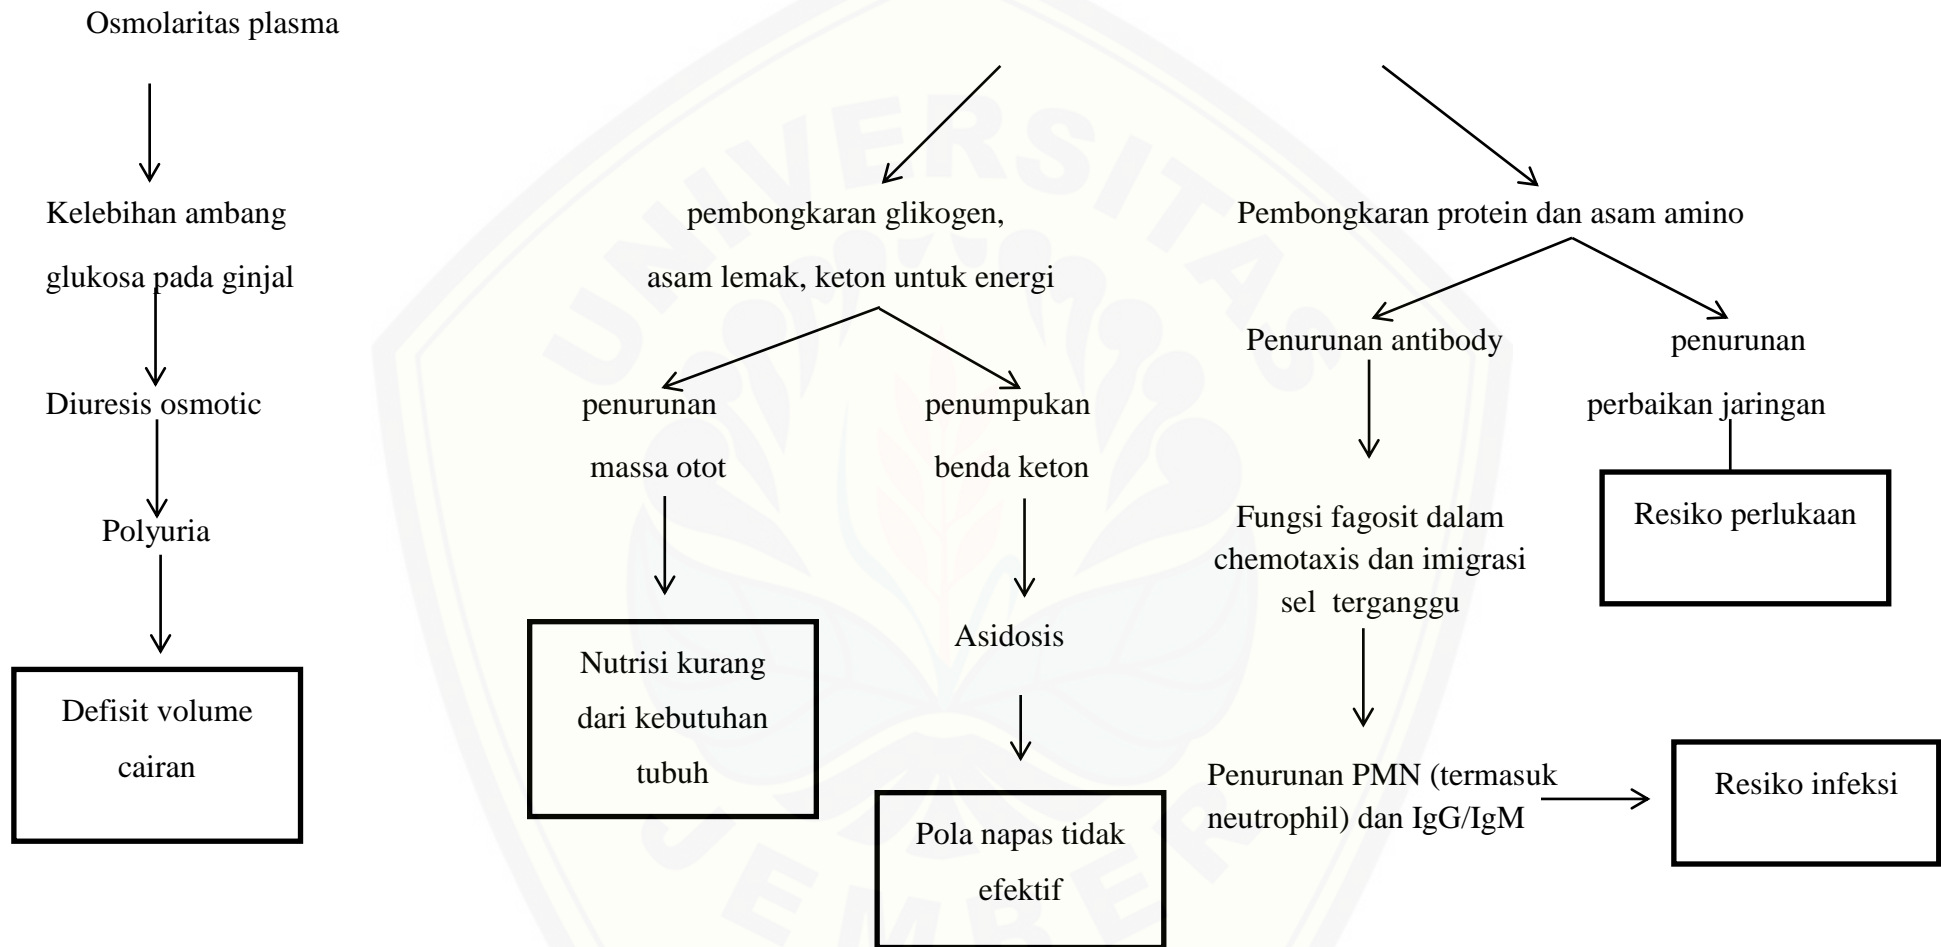 Osmolaritas plasma
Kelebihan ambang
glukosa pada ginjal
Diuresis osmotic
Polyuria
Defisit volume
cairan
pembongkaran glikogen,
asam lemak, keton untuk energi
penurunan
massa otot
Nutrisi kurang
dari kebutuhan
tubuh
penumpukan
benda keton
Asidosis
Pola napas tidak
efektif
Pembongkaran protein dan asam amino
Penurunan antibody
Fungsi fagosit dalam
chemotaxis dan imigrasi
sel terganggu
Penurunan PMN (termasuk
neutrophil) dan IgG/IgM
Resiko infeksi
penurunan
perbaikan jaringan
Resiko perlukaan
UNIVERSITAS
JEMBER